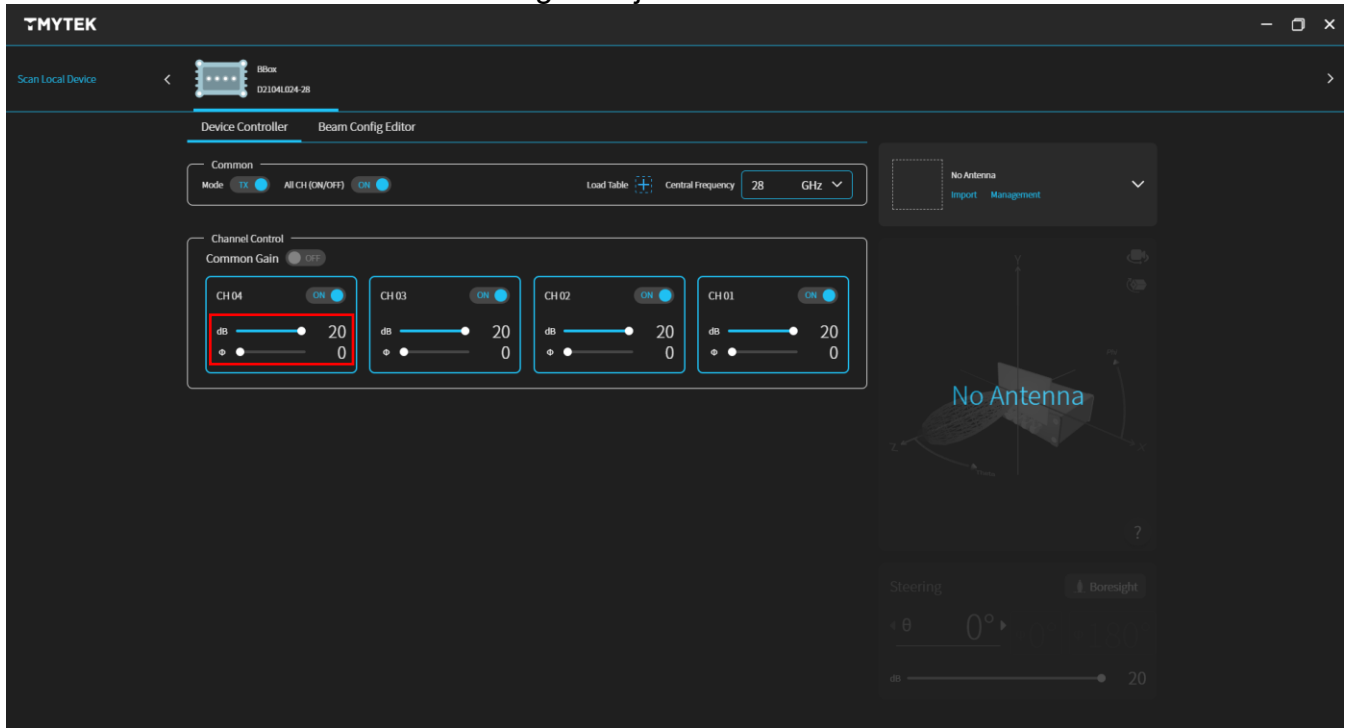 TMYTEK
Scan Local Device
BBox
D2104L024-28
Device Controller Beam Config Editor
Common
Mode TX All CH (ON/OFF) ON Load Table Central Frequency 28 GHz
No Antenna
Import Management
Channel Control
Common Gain OFF
CH 04 ON CH 03 ON CH 02 ON CH 01 ON
dB 20 dB 20 dB 20 dB 20
Φ 0 Φ 0 Φ 0 Φ 0
Y
No Antenna
Z
?
Steering Boresight
θ 0°
dB 20